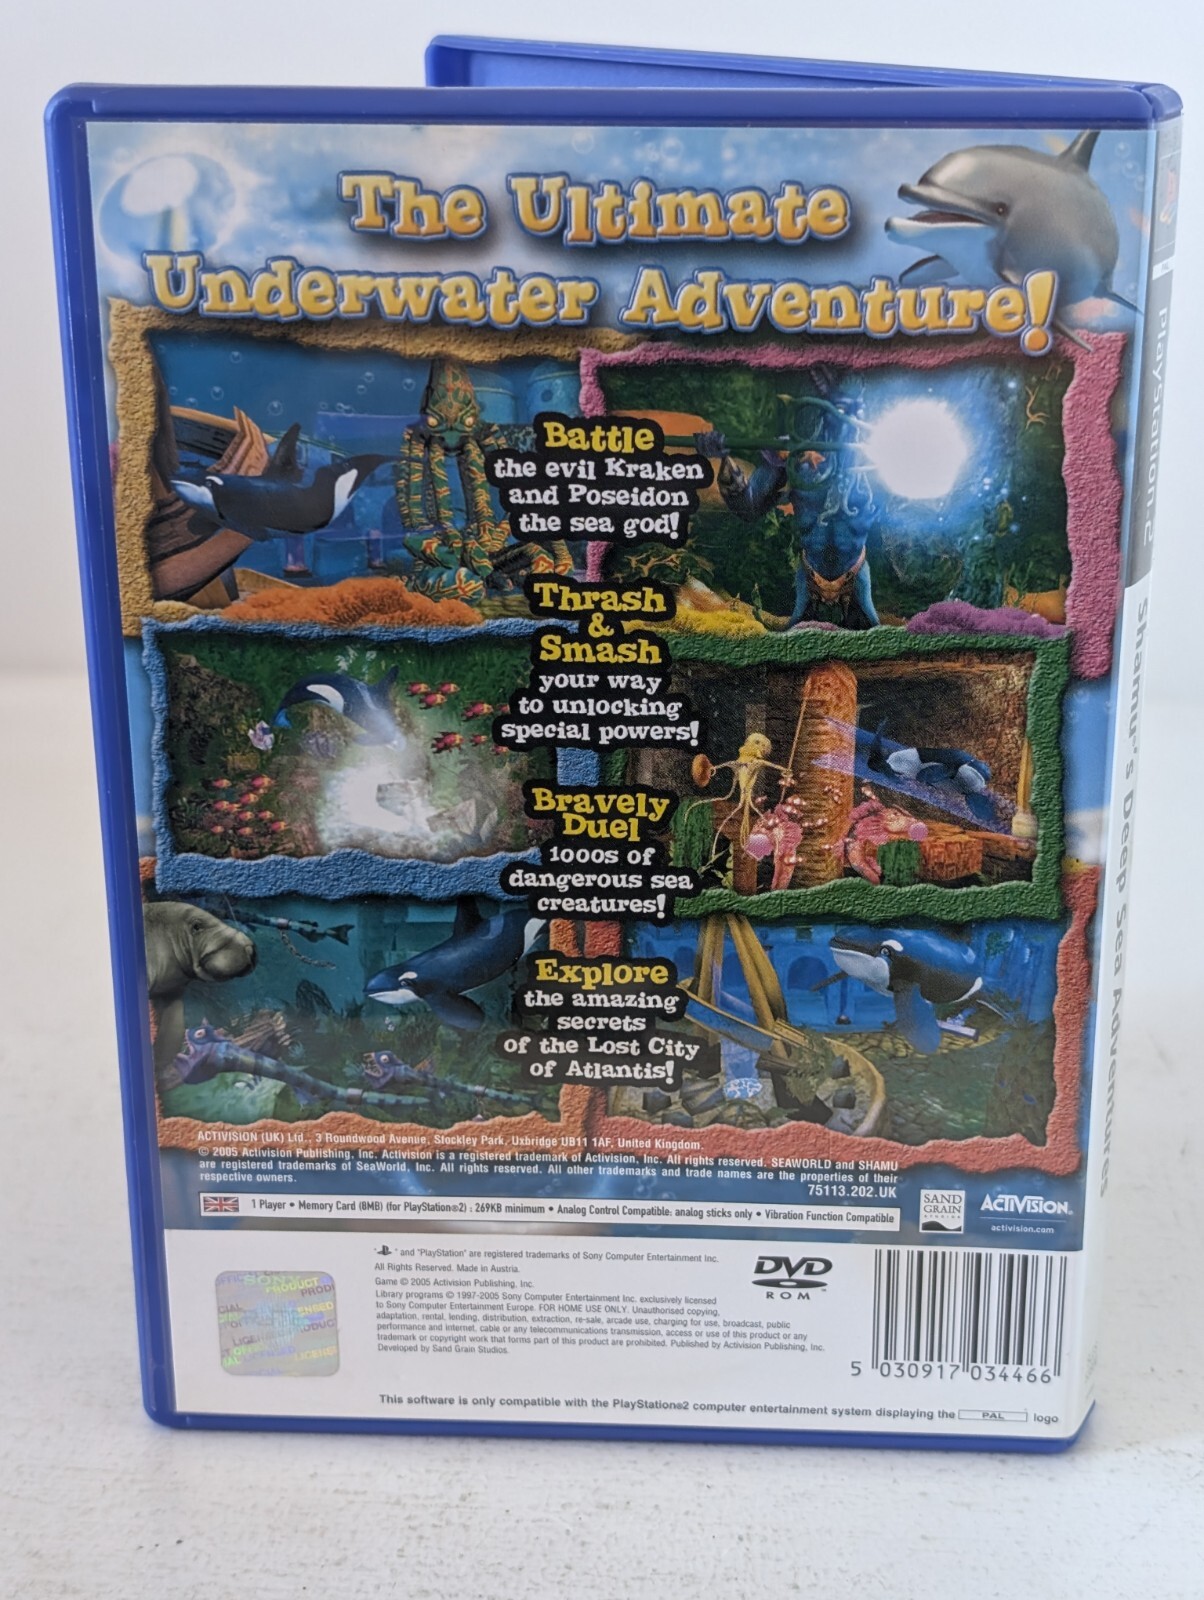 The Ultimate
Underwater Adventure!
Battle
the evil Kraken
and Poseidon
the sea god!
Thrash
&
Smash
your way
to unlocking
special powers!
Bravely
Duel
1000s of
dangerous sea
creatures!
Explore
the amazing
secrets
of the Lost City
of Atlantis!
ACTIVISION (UK) Ltd., 3 Roundwood Avenue, Stockley Park, Uxbridge UB11 1AF, United Kingdom.
© 2005 Activision Publishing, Inc. Activision is a registered trademark of Activision, Inc. All rights reserved. SEAWORLD and SHAMU
are registered trademarks of SeaWorld, Inc. All rights reserved. All other trademarks and trade names are the properties of their
respective owners.
75113.202.UK
1 Player • Memory Card (8MB) (for PlayStation®2) : 269KB minimum • Analog Control Compatible: analog sticks only • Vibration Function Compatible
SAND
GRAIN
STUDIOS
ACTIVISION®
activision.com
" " and "PlayStation" are registered trademarks of Sony Computer Entertainment Inc.
All Rights Reserved. Made in Austria.
Game © 2005 Activision Publishing, Inc.
Library programs © 1997-2005 Sony Computer Entertainment Inc. exclusively licensed
to Sony Computer Entertainment Europe. FOR HOME USE ONLY. Unauthorised copying,
adaptation, rental, lending, distribution, extraction, re-sale, arcade use, charging for use, broadcast, public
performance and internet, cable or any telecommunications transmission, access or use of this product or any
trademark or copyright work that forms part of this product are prohibited. Published by Activision Publishing, Inc.
Developed by Sand Grain Studios.
DVD
ROM
5 030917 034466
This software is only compatible with the PlayStation®2 computer entertainment system displaying the PAL logo
SONY
PRODUCT
PlayStation 2
Shamu's Deep Sea Adventures